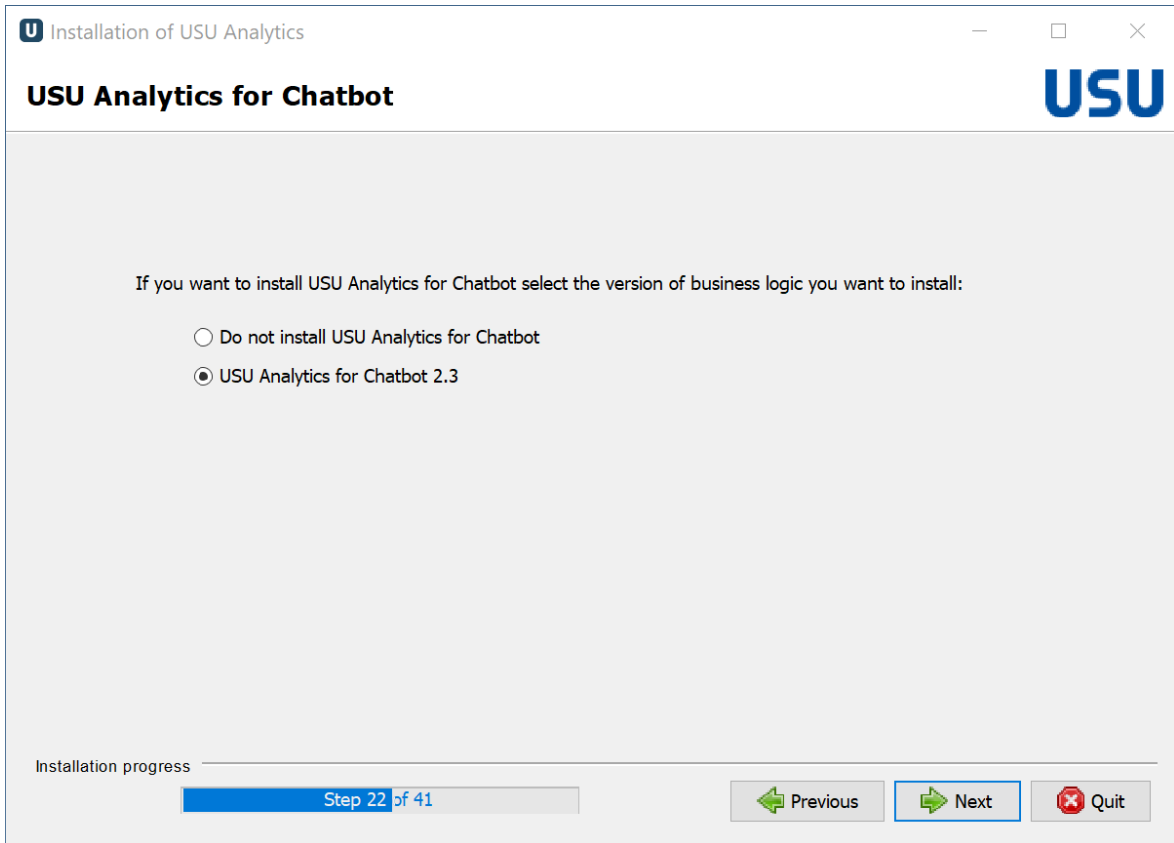 U Installation of USU Analytics
USU Analytics for Chatbot
USU
If you want to install USU Analytics for Chatbot select the version of business logic you want to install:
Do not install USU Analytics for Chatbot
USU Analytics for Chatbot 2.3
Installation progress
Step 22 of 41
Previous
Next
Quit